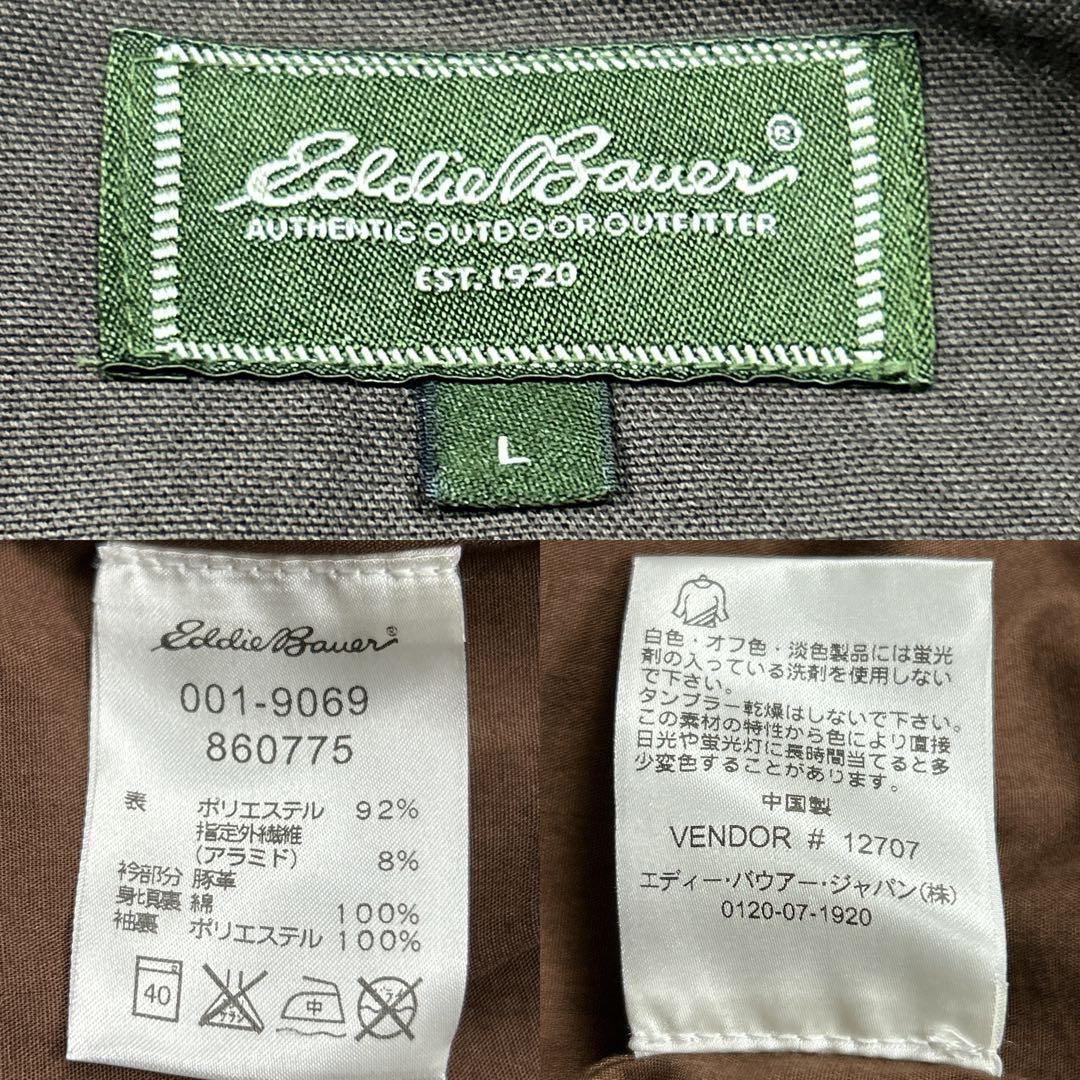 Eddie Bauer®
AUTHENTIC OUTDOOR OUTFITTER
EST. 1920
L
Eddie Bauer®
001-9069
860775
表 ポリエステル 92%
指定外繊維
(アラミド) 8%
衿部分 豚革
身頃裏 綿 100%
袖裏 ポリエステル 100%
40
中
白色・オフ色・淡色製品には蛍光
剤の入っている洗剤を使用しない
で下さい。
タンブラー乾燥はしないで下さい。
この素材の特性から色により直接
日光や蛍光灯に長時間当てると多
少変色することがあります。
中国製
VENDOR # 12707
エディー・バウアー・ジャパン(株)
0120-07-1920